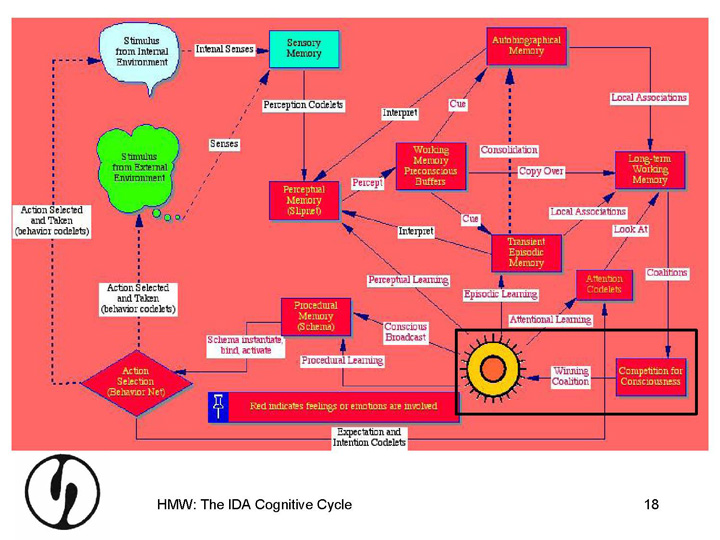 Stimulus
from Internal
Environment
Intenal Senses
Sensory
Memory
Autobiographical
Memory
Local Associations
Perception Codelets
Interpret
Cue
Senses
Stimulus
from External
Environment
Working
Memory
Preconscious
Buffers
Consolidation
Copy Over
Long-term
Working
Memory
Percept
Perceptual
Memory
(Slipnet)
Action Selected
and Taken
(behavior codelets)
Cue
Local Associations
Interpret
Look At
Transient
Episodic
Memory
Perceptual Learning
Attention
Codelets
Coalitions
Action Selected
and Taken
(behavior codelets)
Episodic Learning
Procedural
Memory
(Schema)
Attentional Learning
Conscious
Broadcast
Schema instantiate,
bind, activate
Procedural Learning
Action
Selection
(Behavior Net)
Winning
Coalition
Competition for
Consciousness
Red indicates feelings or emotions are involved
Expectation and
Intention Codelets
HMW: The IDA Cognitive Cycle
18